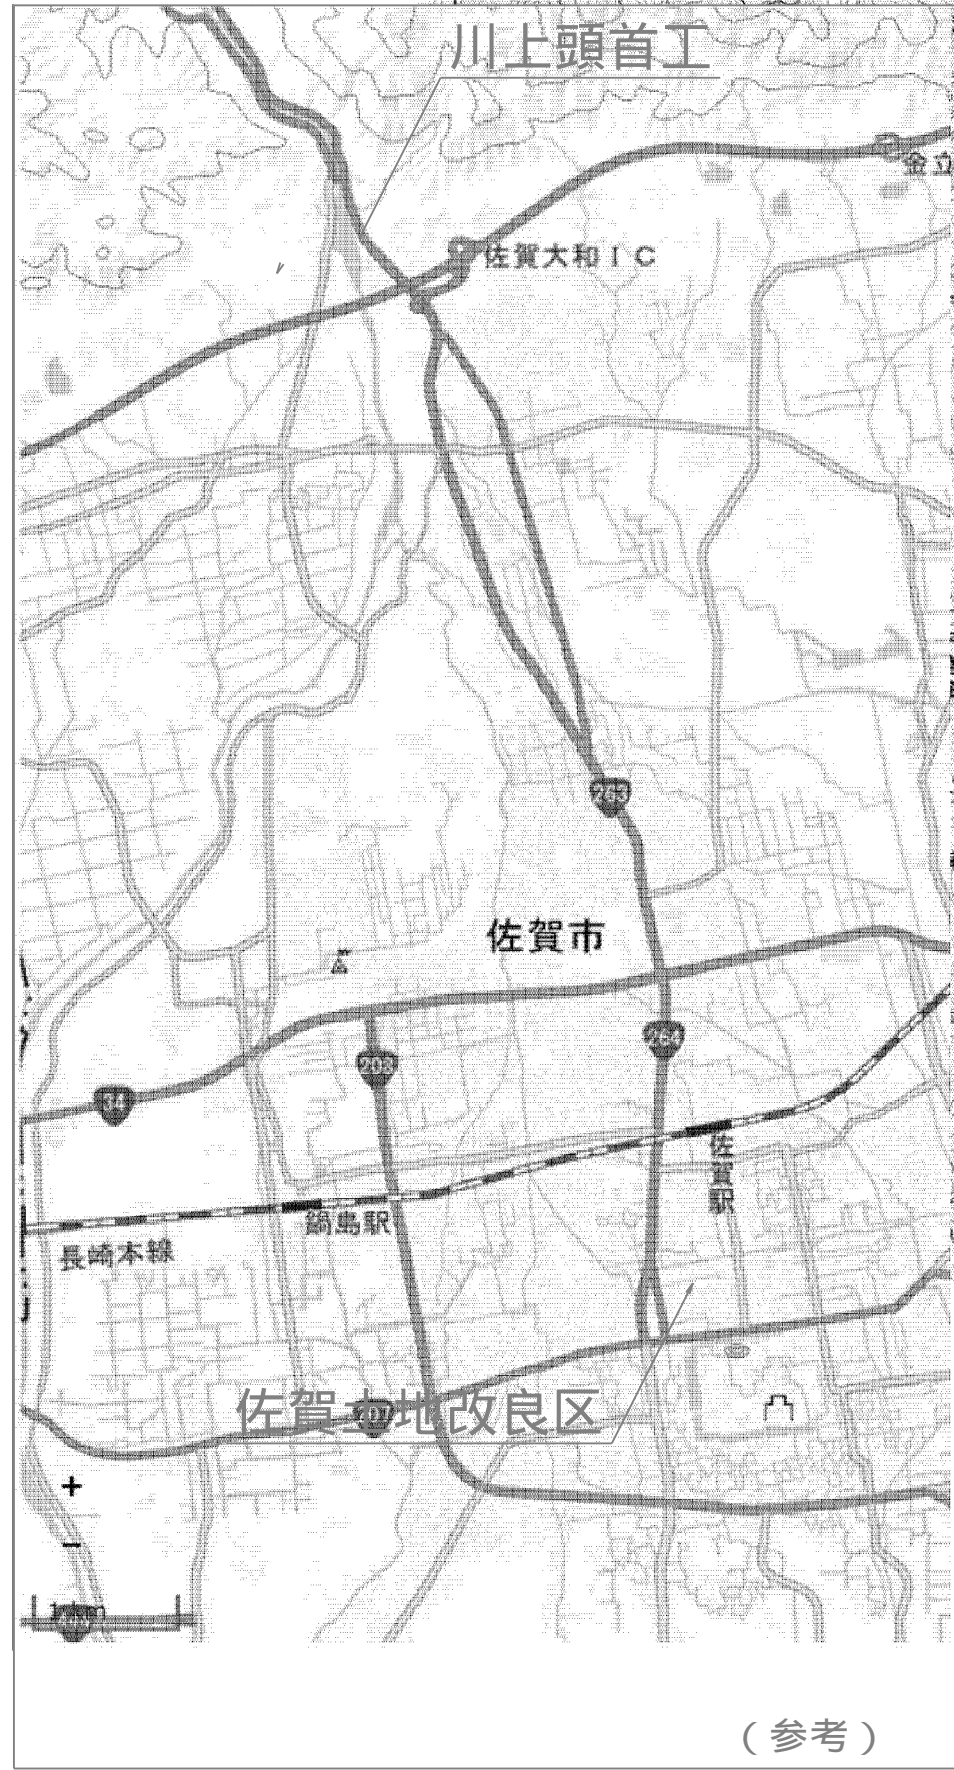 川上頭首工
金立
佐賀大和IC
263
佐賀市
264
203
34
佐賀駅
鍋島駅
長崎本線
佐賀土地改良区
207
+
−
(参考)